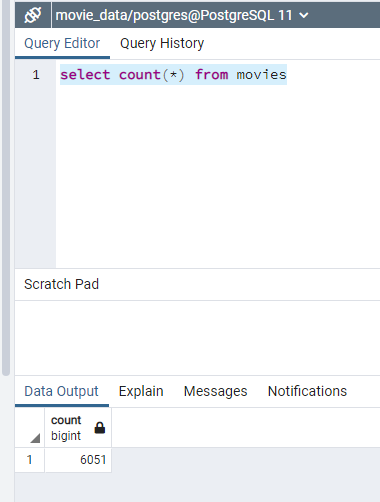 movie_data/postgres@PostgreSQL 11
Query Editor Query History
1 select count(*) from movies
Scratch Pad
Data Output Explain Messages Notifications
count
bigint
1 6051